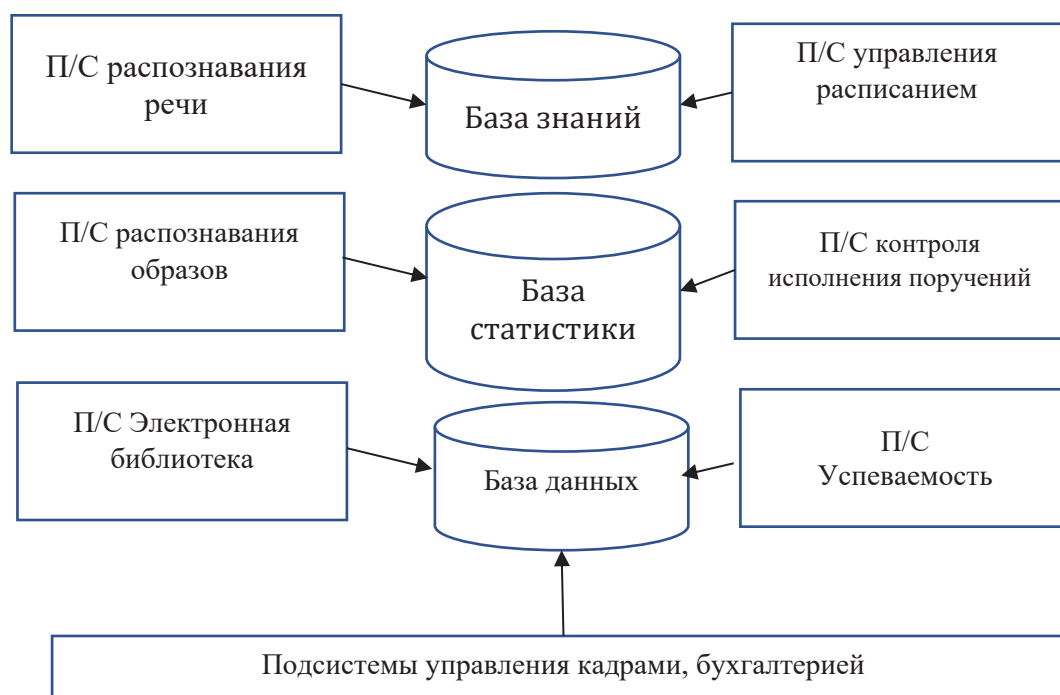 П/С распознавания
речи
База знаний
П/С управления
расписанием
П/С распознавания
образов
База
статистики
П/С контроля
исполнения поручений
П/С Электронная
библиотека
База данных
П/С
Успеваемость
Подсистемы управления кадрами, бухгалтерией